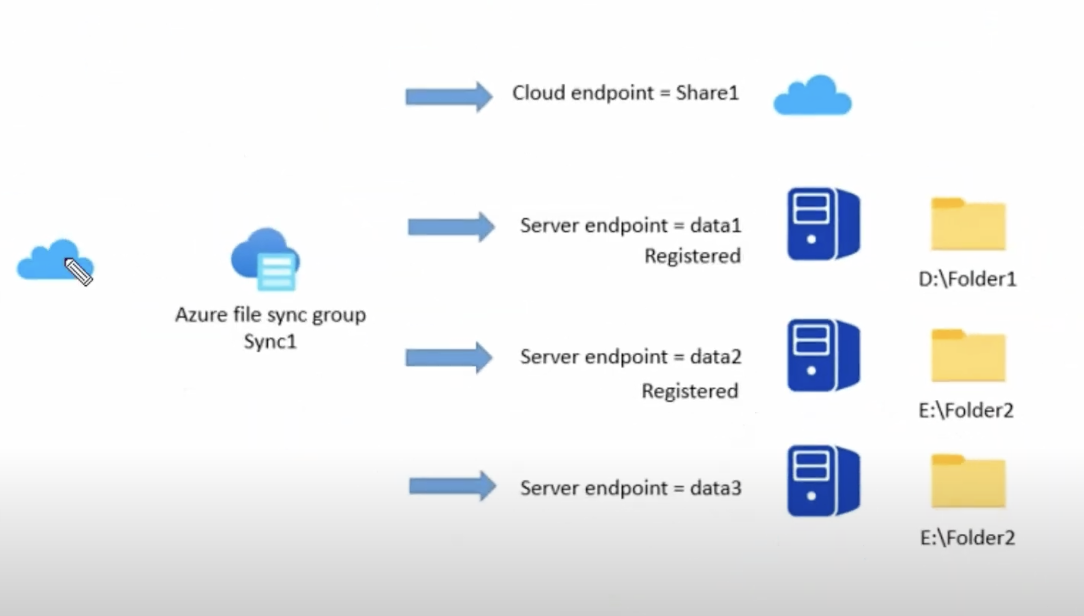 Cloud endpoint = Share1
Server endpoint = data1
Registered
D:\Folder1
Azure file sync group
Sync1
Server endpoint = data2
Registered
E:\Folder2
Server endpoint = data3
E:\Folder2